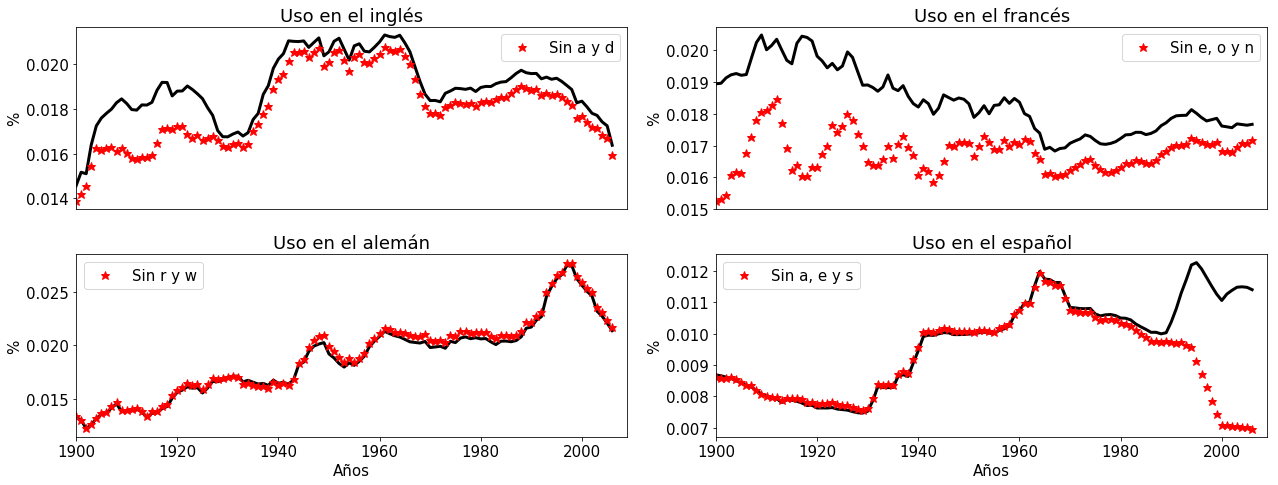 Uso en el inglés
%
0.020
0.018
0.016
0.014
Sin a y d
Uso en el francés
%
0.020
0.019
0.018
0.017
0.016
0.015
Sin e, o y n
Uso en el alemán
%
0.025
0.020
0.015
Sin r y w
1900 1920 1940 1960 1980 2000
Años
Uso en el español
%
0.012
0.011
0.010
0.009
0.008
0.007
Sin a, e y s
1900 1920 1940 1960 1980 2000
Años